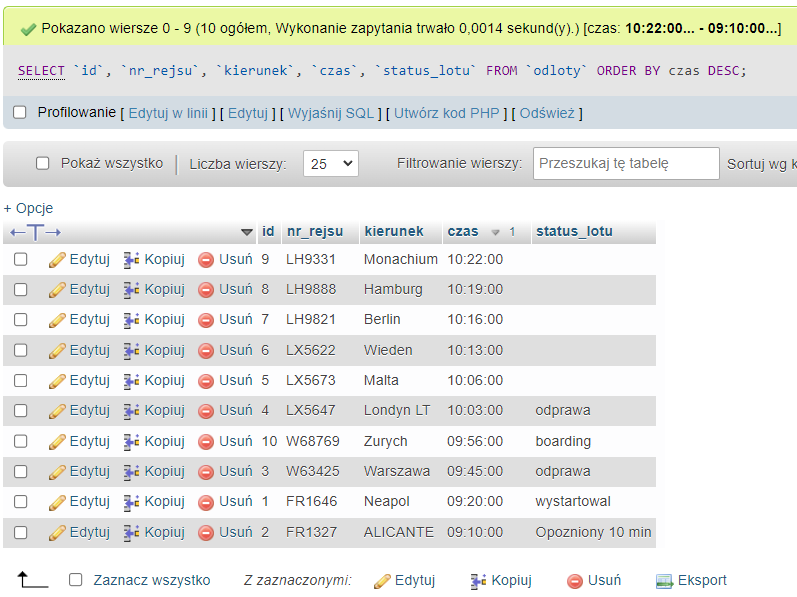 Pokazano wiersze 0 - 9 (10 ogółem, Wykonanie zapytania trwało 0,0014 sekund(y).) [czas: 10:22:00... - 09:10:00...]
SELECT `id`, `nr_rejsu`, `kierunek`, `czas`, `status_lotu` FROM `odloty` ORDER BY czas DESC;
Profilowanie [ Edytuj w linii ] [ Edytuj ] [ Wyjaśnij SQL ] [ Utwórz kod PHP ] [ Odśwież ]
Pokaż wszystko | Liczba wierszy: 25 Filtrowanie wierszy: Przeszukaj tę tabelę Sortuj wg k
+ Opcje
←T→ id nr_rejsu kierunek czas 1 status_lotu
Edytuj Kopiuj Usuń 9 LH9331 Monachium 10:22:00
Edytuj Kopiuj Usuń 8 LH9888 Hamburg 10:19:00
Edytuj Kopiuj Usuń 7 LH9821 Berlin 10:16:00
Edytuj Kopiuj Usuń 6 LX5622 Wieden 10:13:00
Edytuj Kopiuj Usuń 5 LX5673 Malta 10:06:00
Edytuj Kopiuj Usuń 4 LX5647 Londyn LT 10:03:00 odprawa
Edytuj Kopiuj Usuń 10 W68769 Zurych 09:56:00 boarding
Edytuj Kopiuj Usuń 3 W63425 Warszawa 09:45:00 odprawa
Edytuj Kopiuj Usuń 1 FR1646 Neapol 09:20:00 wystartowal
Edytuj Kopiuj Usuń 2 FR1327 ALICANTE 09:10:00 Opozniony 10 min
Zaznacz wszystko Z zaznaczonymi: Edytuj Kopiuj Usuń Eksport